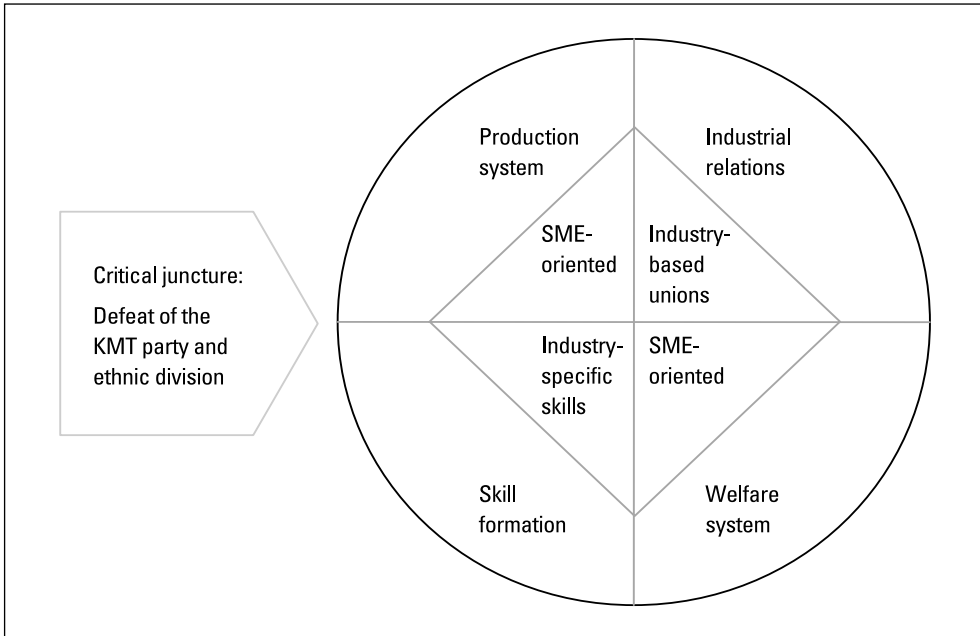 Critical juncture:
Defeat of the
KMT party and
ethnic division
Production
system
Industrial
relations
SME-
oriented
Industry-
based
unions
Industry-
specific
skills
SME-
oriented
Skill
formation
Welfare
system